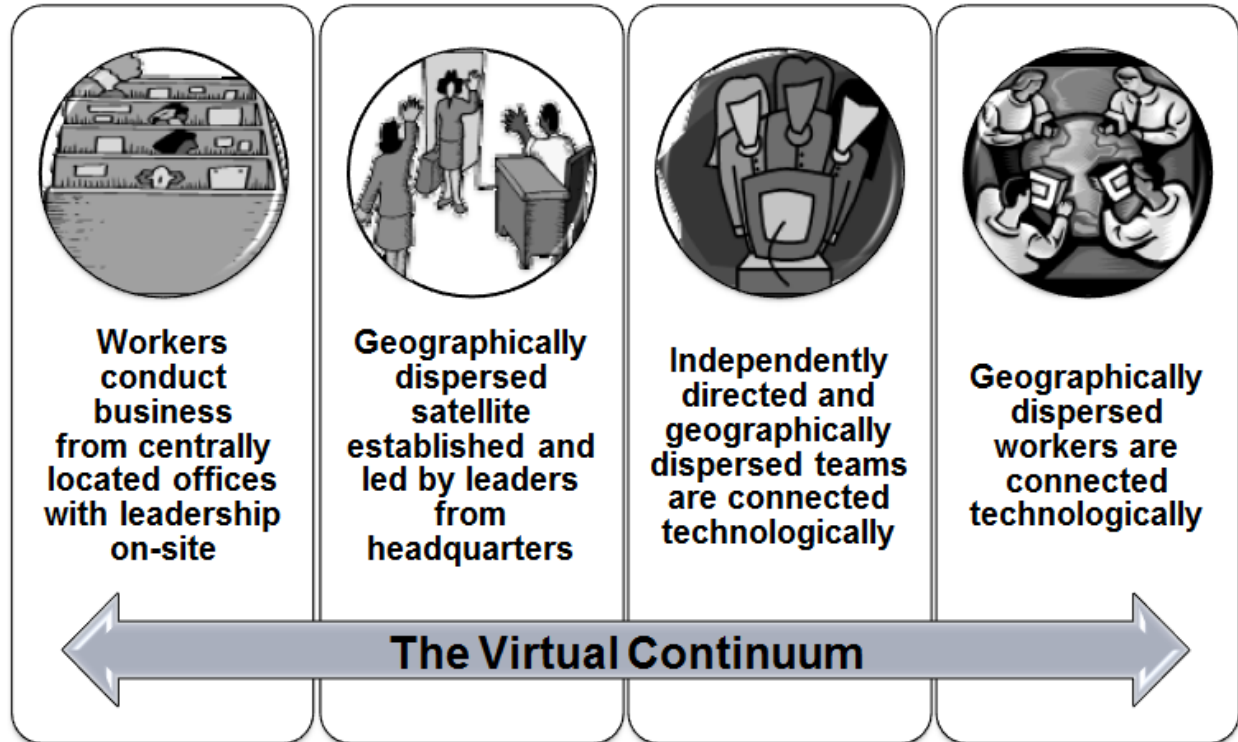 Workers
conduct
business
from centrally
located offices
with leadership
on-site
Geographically
dispersed
satellite
established and
led by leaders
from
headquarters
Independently
directed and
geographically
dispersed teams
are connected
technologically
Geographically
dispersed
workers are
connected
technologically
The Virtual Continuum